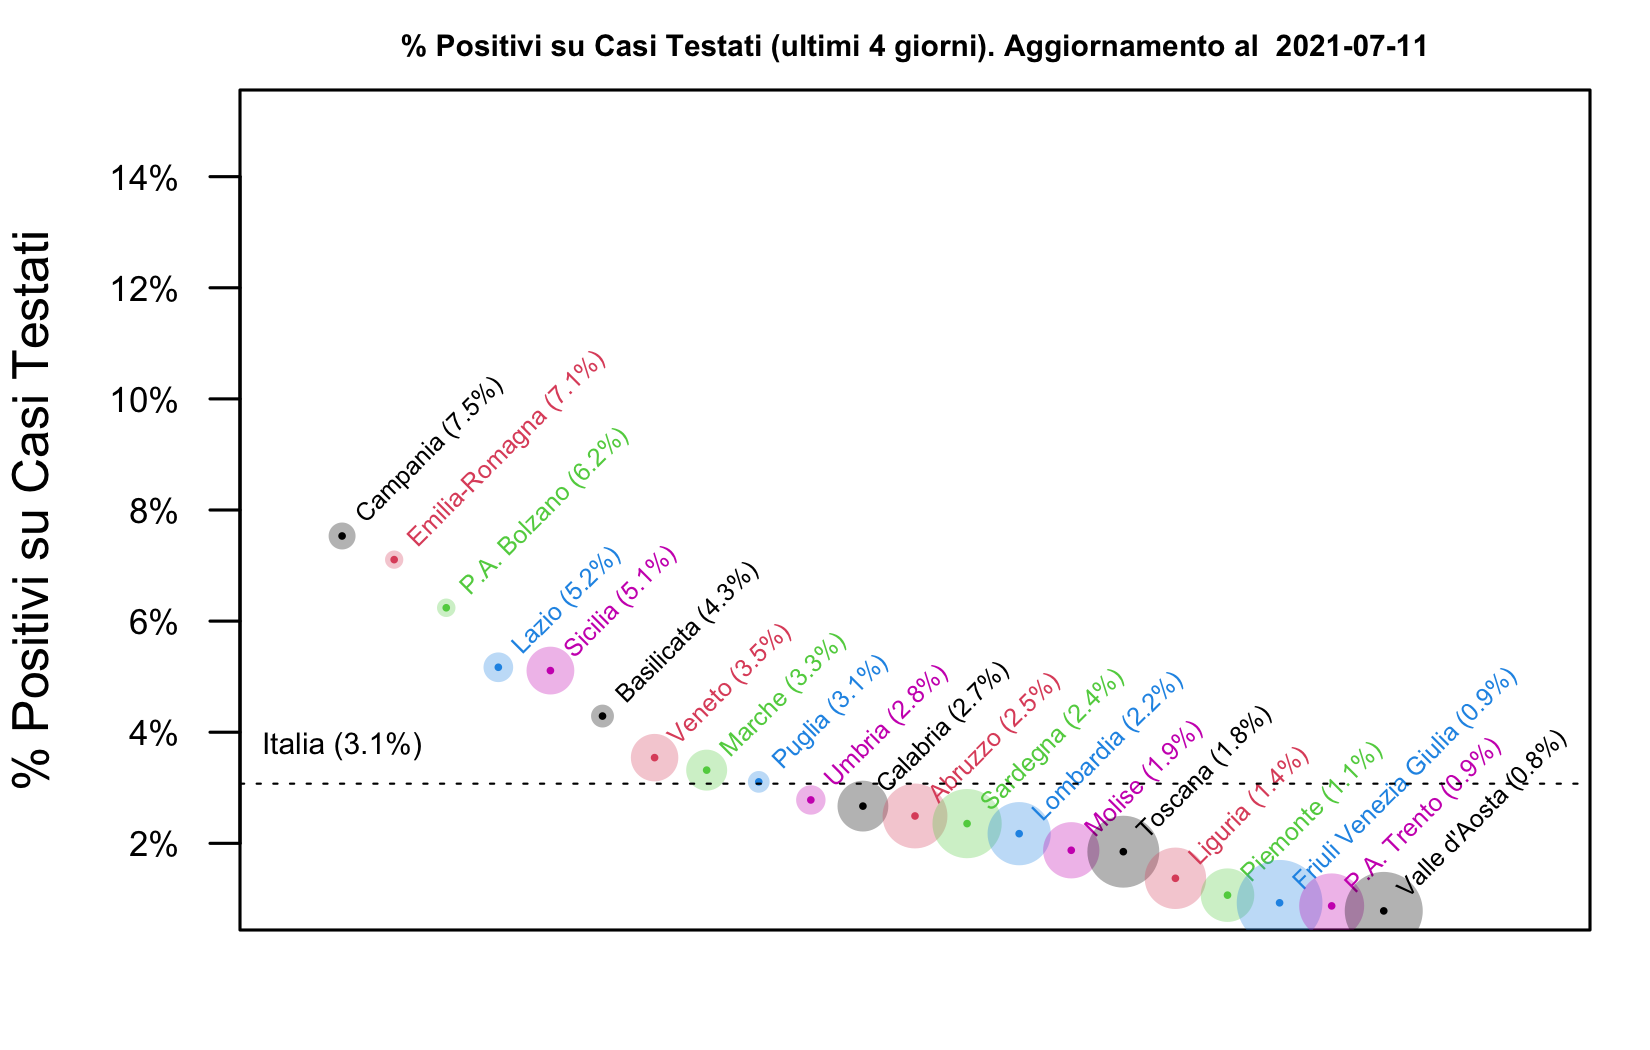 % Positivi su Casi Testati (ultimi 4 giorni). Aggiornamento al  2021-07-11
% Positivi su Casi Testati
14%
12%
10%
8%
6%
4%
2%
Italia (3.1%)
Campania (7.5%)
Emilia-Romagna (7.1%)
P.A. Bolzano (6.2%)
Lazio (5.2%)
Sicilia (5.1%)
Basilicata (4.3%)
Veneto (3.5%)
Marche (3.3%)
Puglia (3.1%)
Umbria (2.8%)
Calabria (2.7%)
Abruzzo (2.5%)
Sardegna (2.4%)
Lombardia (2.2%)
Molise (1.9%)
Toscana (1.8%)
Liguria (1.4%)
Piemonte (1.1%)
Friuli Venezia Giulia (0.9%)
P.A. Trento (0.9%)
Valle d'Aosta (0.8%)